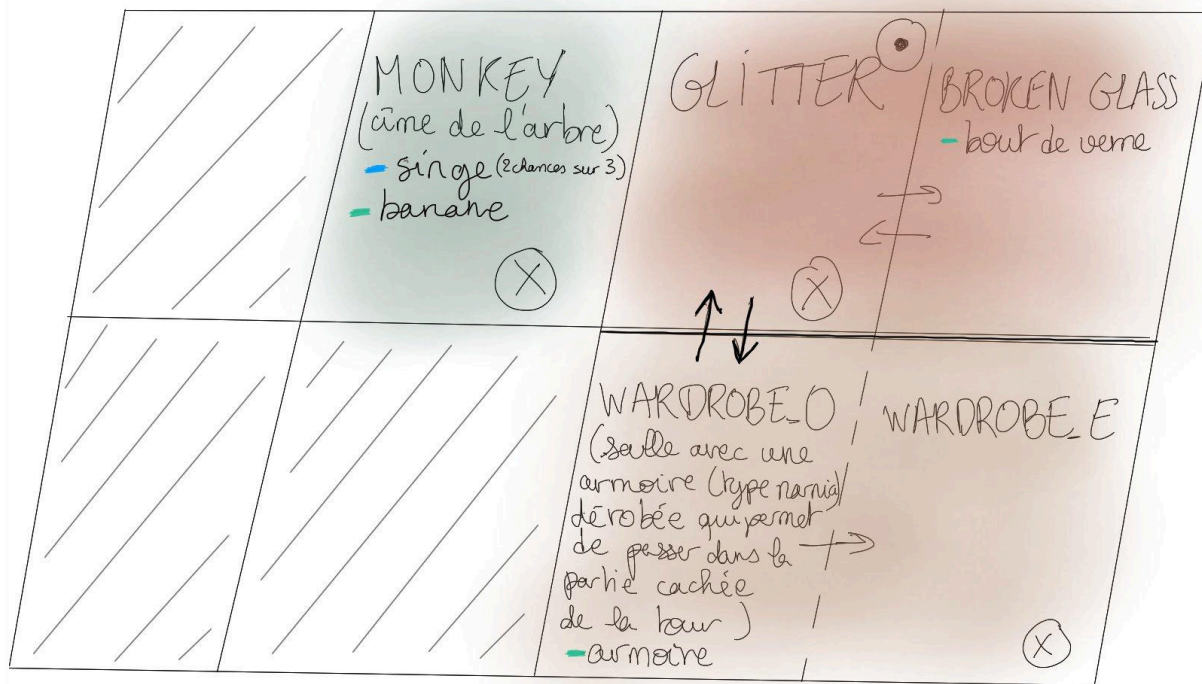 MONKEY
(cîme de l'arbre)
- singe (2 chances sur 3)
- banane
X
GLITTER
X
BROKEN GLASS
- bout de verre
WARDROBE_O
(salle avec une
armoire (type narnia)
dérobée qui permet
de passer dans la
partie cachée
de la tour)
- armoire
WARDROBE_E
X